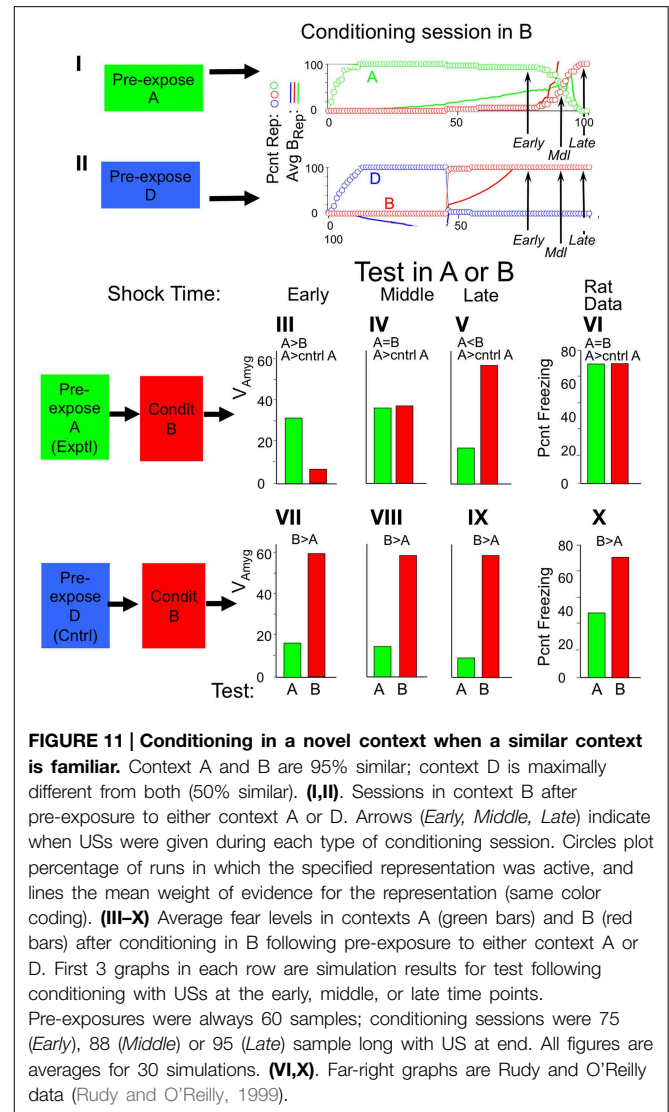 Conditioning session in B
I
Pre-expose
A
Pcnt Rep:
Avg BRep:
100
A
0
0
50
100
Early
Mdl
Late
II
Pre-expose
D
100
D
B
0
0
50
100
Early
Mdl
Late
Test in A or B
Shock Time:
Early
Middle
Late
Rat
Data
III
A>B
A>cntrl A
IV
A=B
A>cntrl A
V
A<B
A>cntrl A
VI
A=B
A>cntrl A
Pre-
expose
A
(Exptl)
Condit
B
VAmyg
60
40
20
0
Pcnt Freezing
80
60
40
20
0
VII
B>A
VIII
B>A
IX
B>A
X
B>A
Pre-
expose
D
(Cntrl)
Condit
B
VAmyg
60
40
20
0
Pcnt Freezing
80
60
40
20
0
Test:
A B
A B
A B
A B
FIGURE 11 | Conditioning in a novel context when a similar context
is familiar. Context A and B are 95% similar; context D is maximally
different from both (50% similar). (I,II). Sessions in context B after
pre-exposure to either context A or D. Arrows (Early, Middle, Late) indicate
when USs were given during each type of conditioning session. Circles plot
percentage of runs in which the specified representation was active, and
lines the mean weight of evidence for the representation (same color
coding). (III–X) Average fear levels in contexts A (green bars) and B (red
bars) after conditioning in B following pre-exposure to either context A or
D. First 3 graphs in each row are simulation results for test following
conditioning with USs at the early, middle, or late time points.
Pre-exposures were always 60 samples; conditioning sessions were 75
(Early), 88 (Middle) or 95 (Late) sample long with US at end. All figures are
averages for 30 simulations. (VI,X). Far-right graphs are Rudy and O'Reilly
data (Rudy and O'Reilly, 1999).